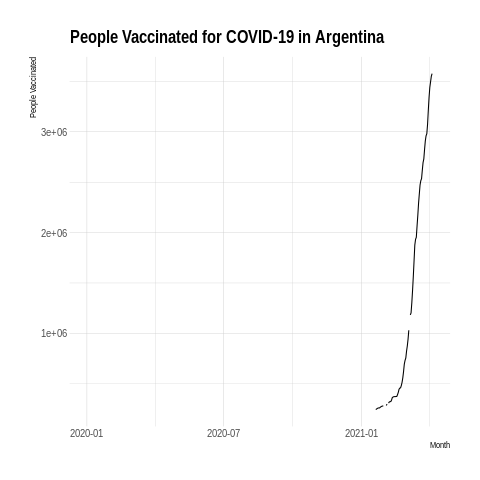 People Vaccinated for COVID-19 in Argentina
People Vaccinated
3e+06
2e+06
1e+06
2020-01
2020-07
2021-01
Month